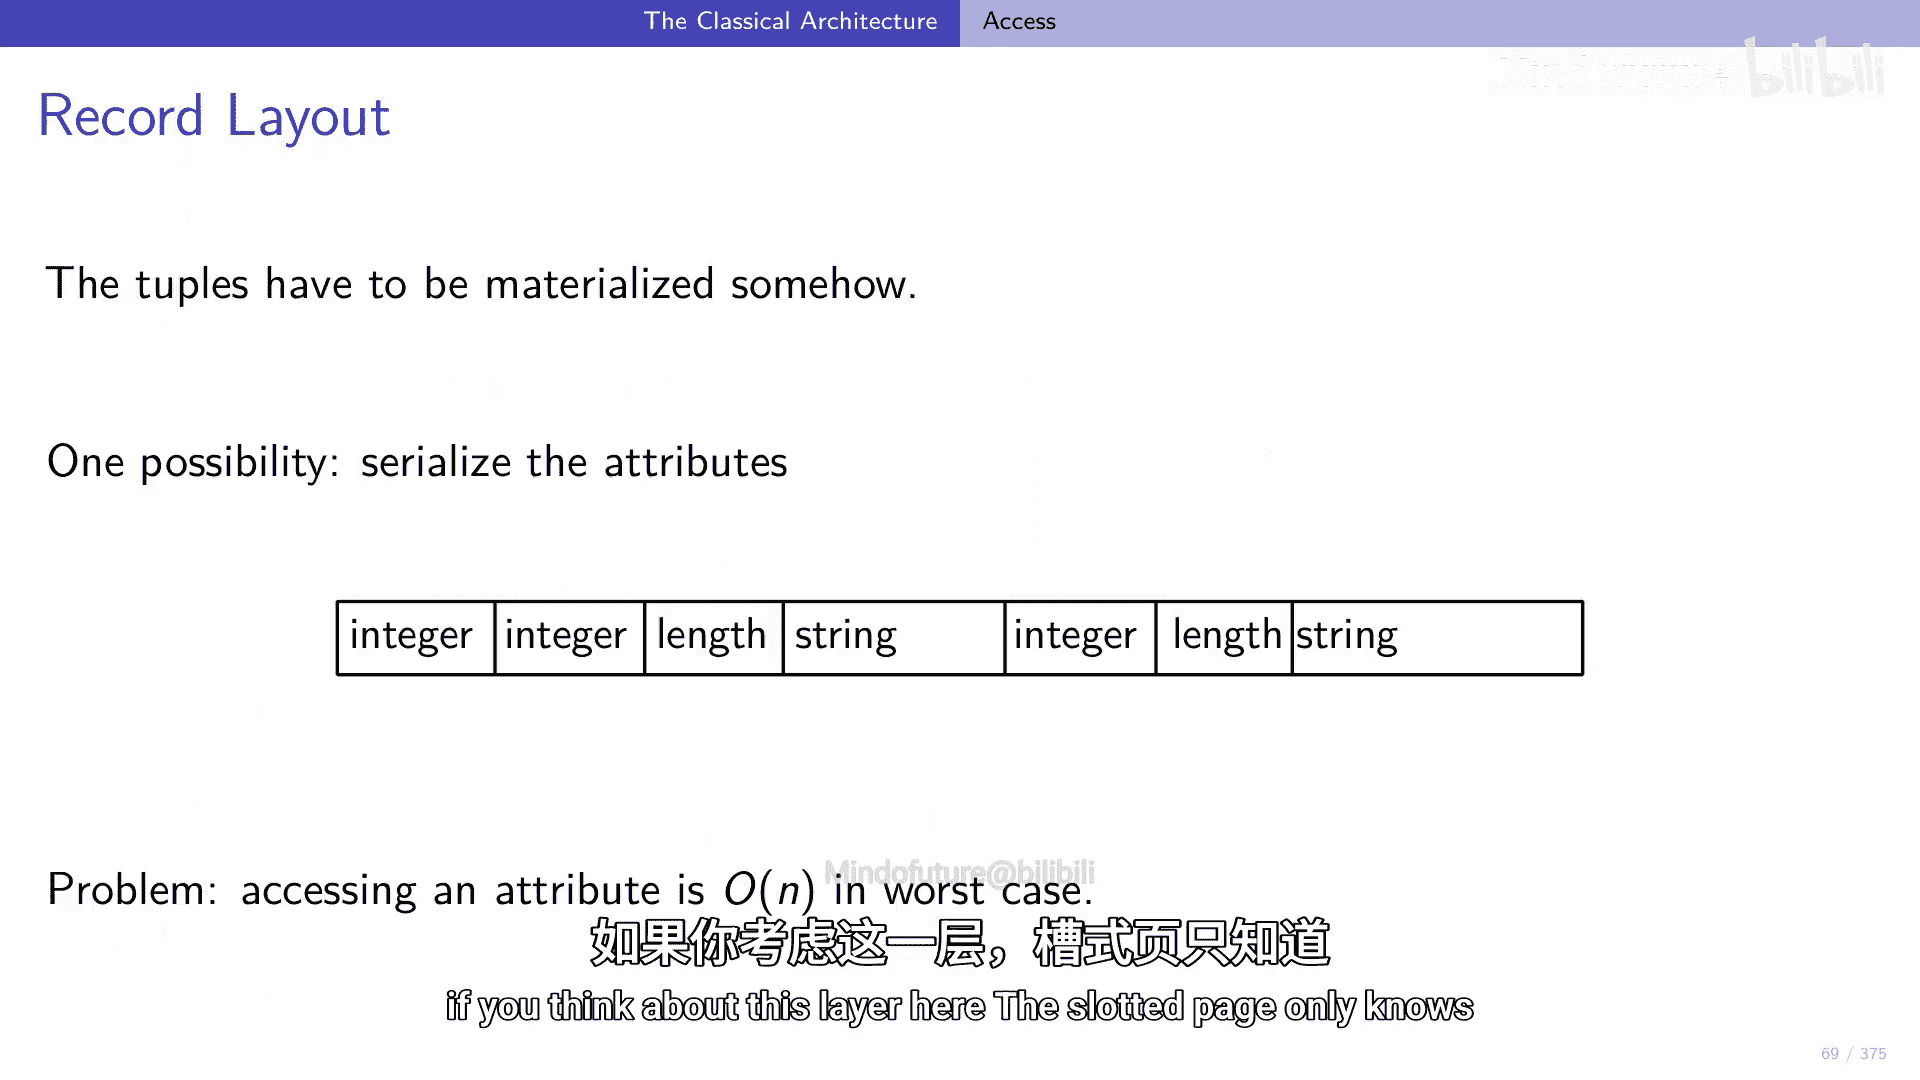 The Classical Architecture Access
bilibili
Record Layout
The tuples have to be materialized somehow.
One possibility: serialize the attributes
integer integer length string integer length string
Mindofuture@bilibili
Problem: accessing an attribute is O(n) in worst case.
如果你考虑这一层，槽式页只知道
if you think about this layer here The slotted page only knows
69 / 375